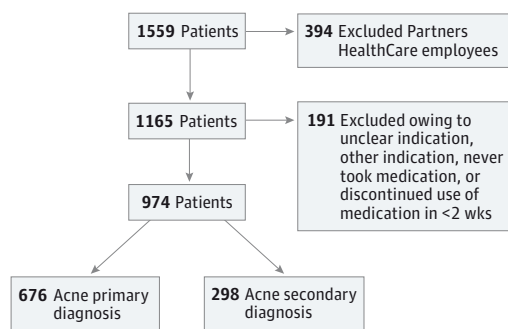 1559 Patients
394 Excluded Partners
HealthCare employees
1165 Patients
191 Excluded owing to
unclear indication,
other indication, never
took medication, or
discontinued use of
medication in <2 wks
974 Patients
676 Acne primary
diagnosis
298 Acne secondary
diagnosis